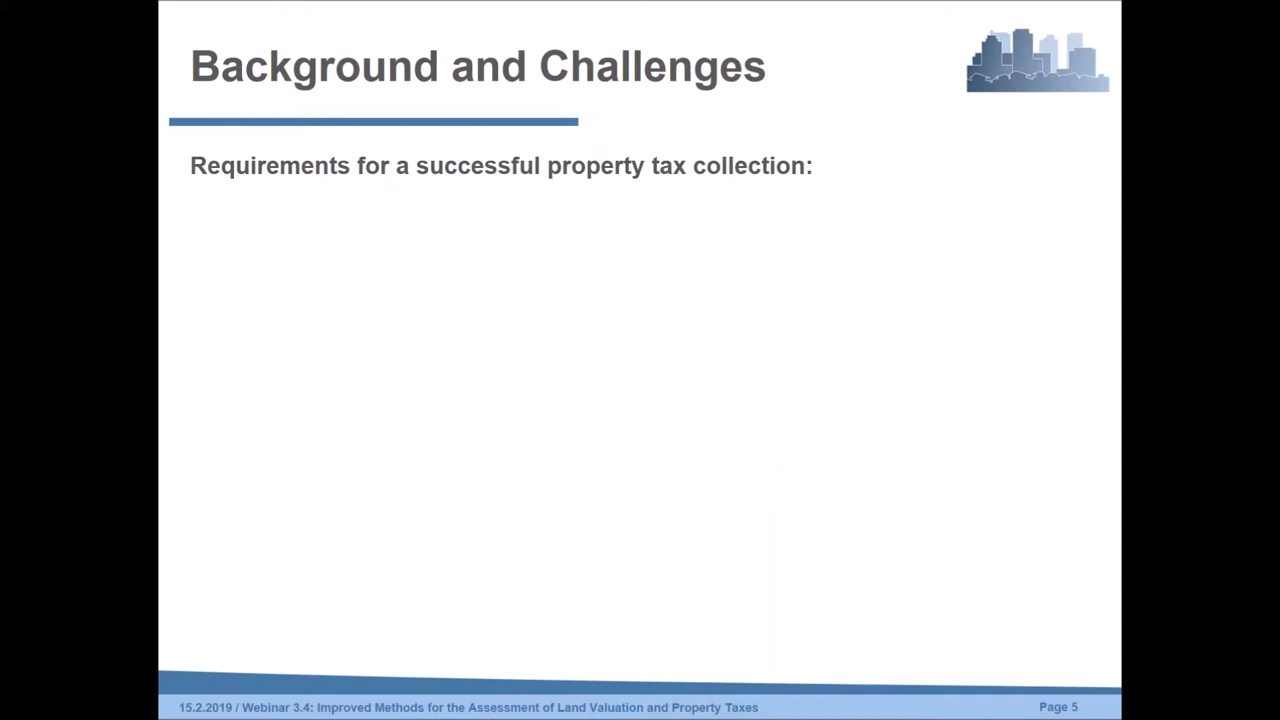 Background and Challenges
Requirements for a successful property tax collection:
15.2.2019 / Webinar 3.4: Improved Methods for the Assessment of Land Valuation and Property Taxes
Page 5